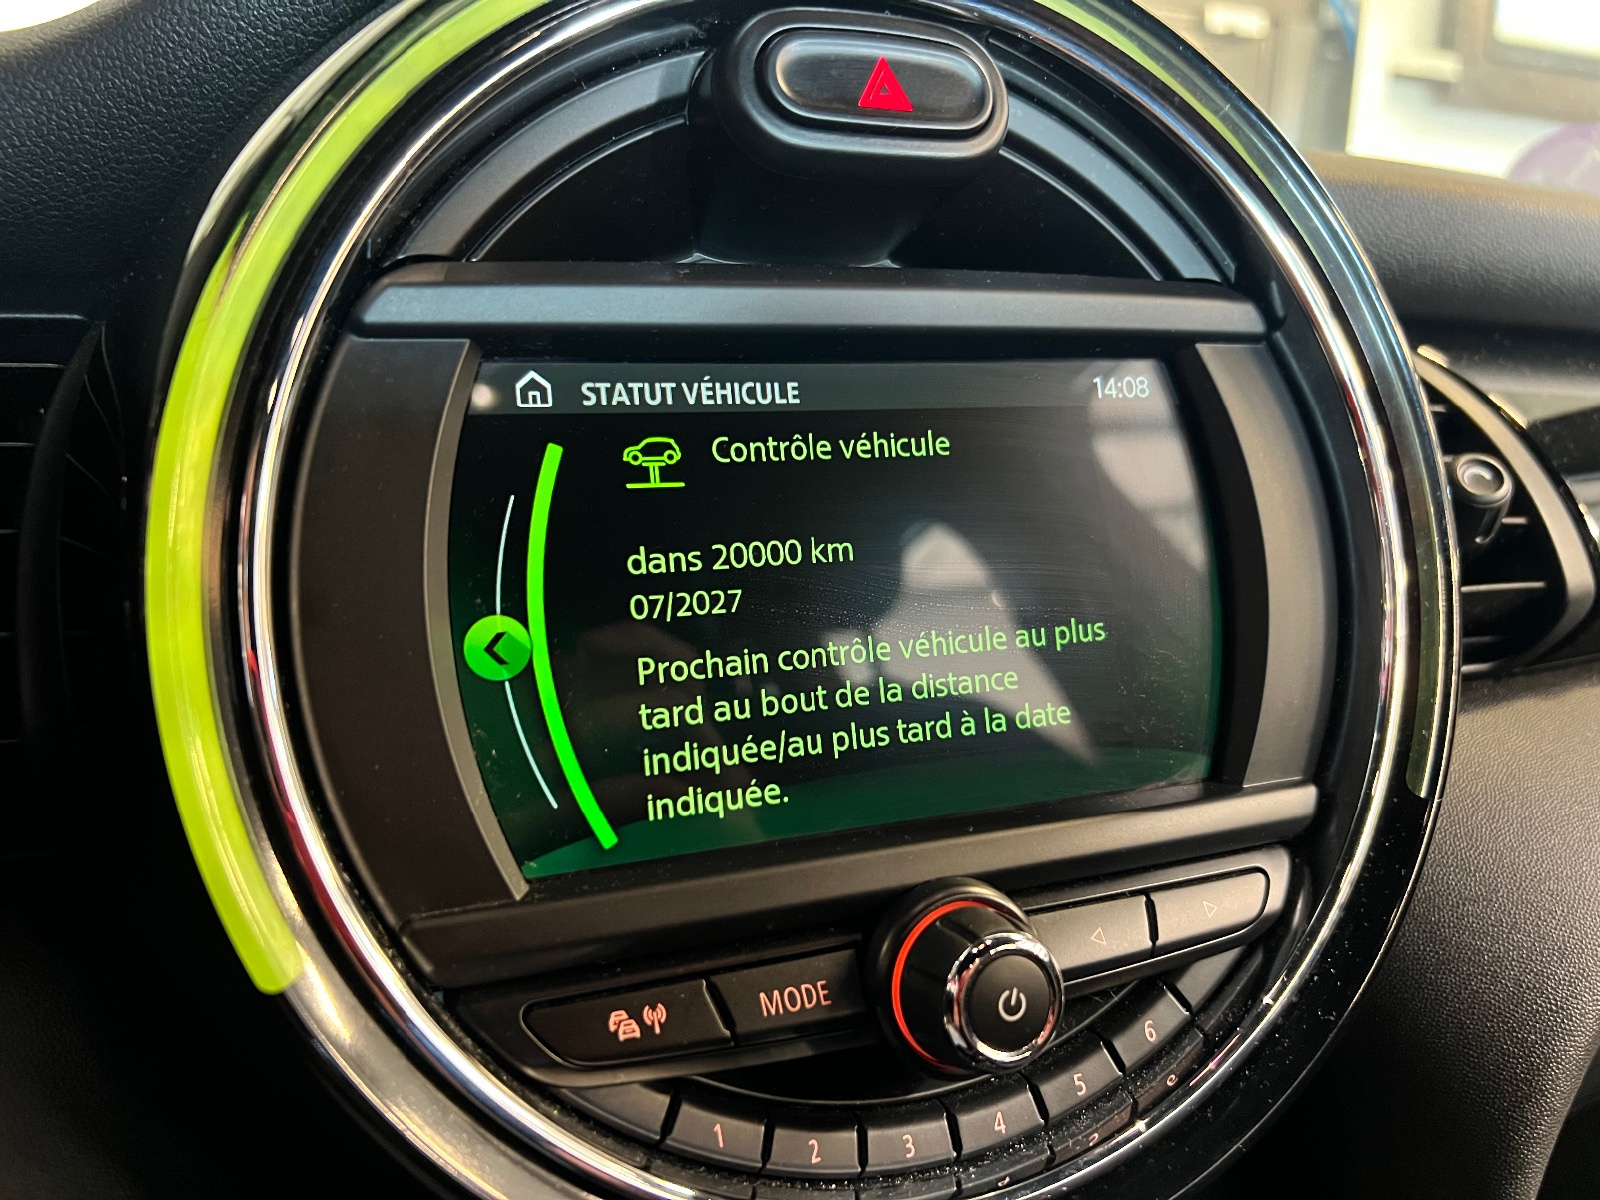 STATUT VÉHICULE 14:08
Contrôle véhicule
dans 20000 km
07/2027
Prochain contrôle véhicule au plus
tard au bout de la distance
indiquée/au plus tard à la date
indiquée.
MODE
1 2 3 4 5 6